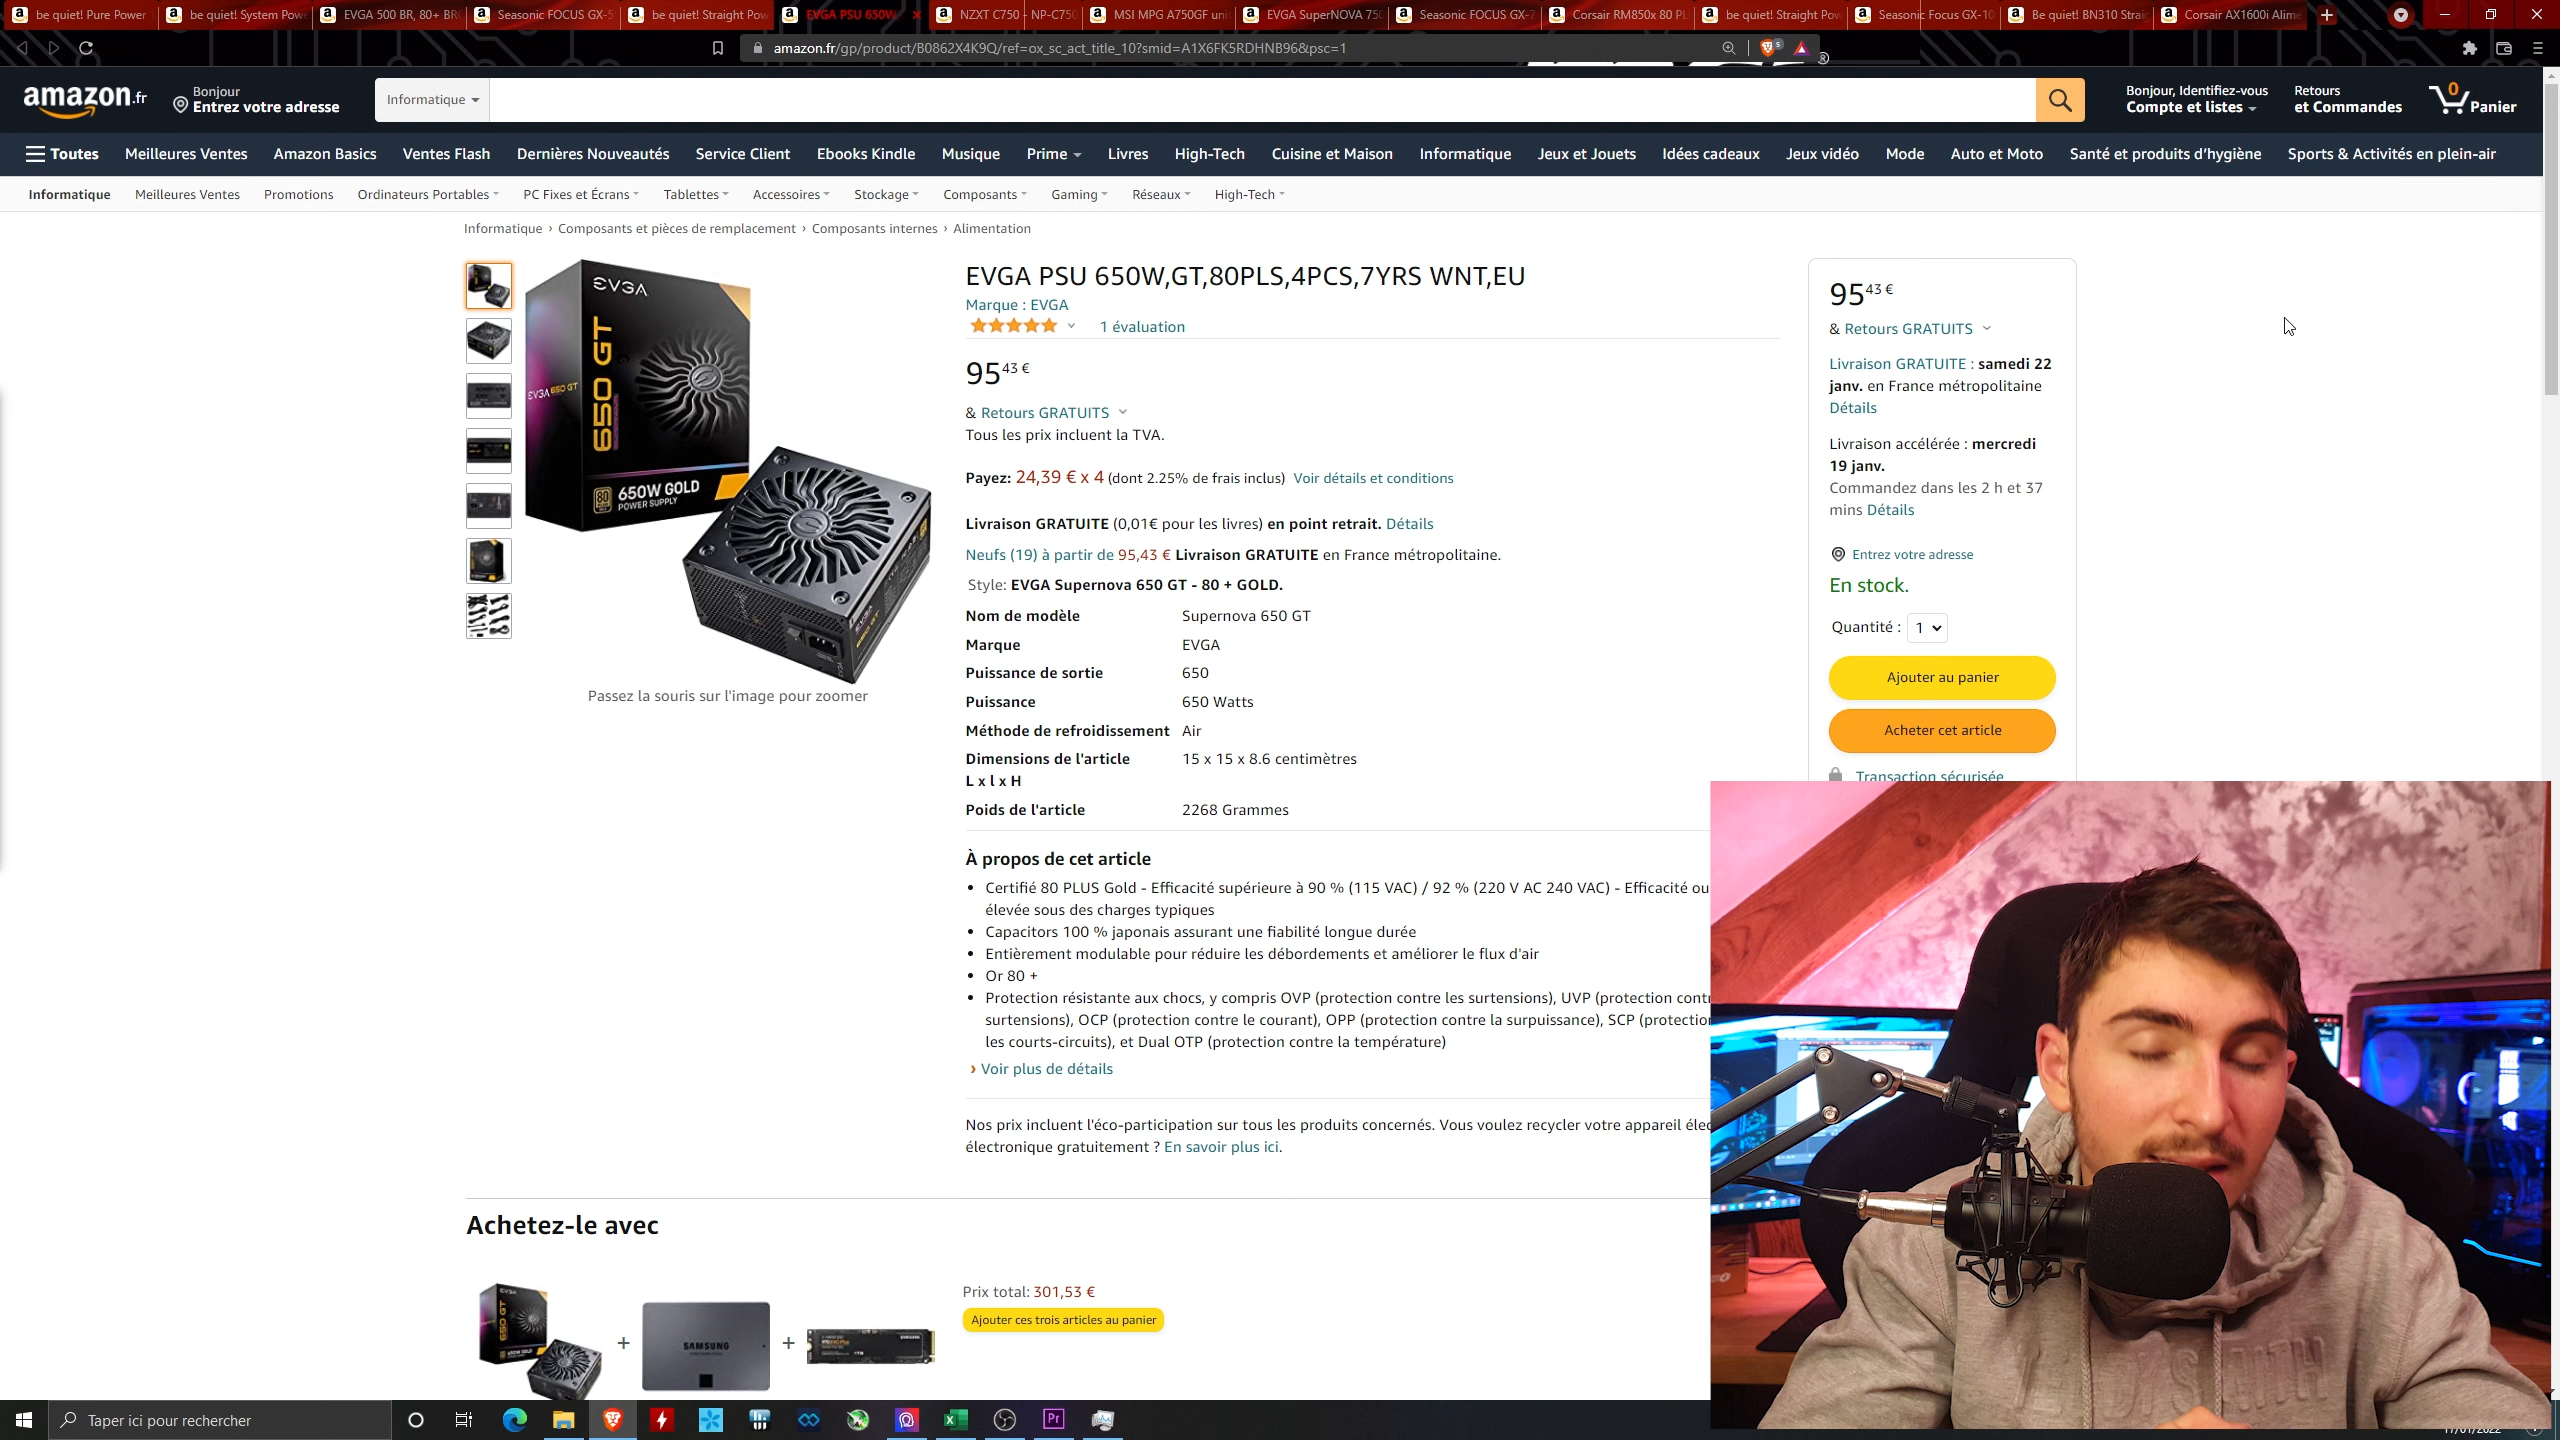 be quiet! Pure Power
be quiet! System Powe
EVGA 500 BR, 80+ BR
Seasonic FOCUS GX-5
be quiet! Straight Pow
EVGA PSU 650W
NZXT C750 - NP-C750
MSI MPG A750GF uni
EVGA SuperNOVA 750
Seasonic FOCUS GX-7
Corsair RM850x 80 PL
be quiet! Straight Pow
Seasonic Focus GX-10
Be quiet! BN310 Straig
Corsair AX1600i Alime
amazon.fr/gp/product/B0862X4K9Q/ref=ox_sc_act_title_10?smid=A1X6FK5RDHNB96&psc=1
amazon.fr
Bonjour
Entrez votre adresse
Informatique
Bonjour, Identifiez-vous
Compte et listes
Retours
et Commandes
0
Panier
Toutes Meilleures Ventes Amazon Basics Ventes Flash Dernières Nouveautés Service Client Ebooks Kindle Musique Prime Livres High-Tech Cuisine et Maison Informatique Jeux et Jouets Idées cadeaux Jeux vidéo Mode Auto et Moto Santé et produits d'hygiène Sports & Activités en plein-air
Informatique Meilleures Ventes Promotions Ordinateurs Portables PC Fixes et Écrans Tablettes Accessoires Stockage Composants Gaming Réseaux High-Tech
Informatique › Composants et pièces de remplacement › Composants internes › Alimentation
EVGA
650 GT
EVGA 650 GT
650W GOLD
POWER SUPPLY
Passez la souris sur l'image pour zoomer
EVGA PSU 650W,GT,80PLS,4PCS,7YRS WNT,EU
Marque : EVGA
1 évaluation
95 43 €
& Retours GRATUITS
Tous les prix incluent la TVA.
Payez: 24,39 € x 4 (dont 2.25% de frais inclus) Voir détails et conditions
Livraison GRATUITE (0,01€ pour les livres) en point retrait. Détails
Neufs (19) à partir de 95,43 € Livraison GRATUITE en France métropolitaine.
Style: EVGA Supernova 650 GT - 80 + GOLD.
Nom de modèle Supernova 650 GT
Marque EVGA
Puissance de sortie 650
Puissance 650 Watts
Méthode de refroidissement Air
Dimensions de l'article 15 x 15 x 8.6 centimètres
L x l x H
Poids de l'article 2268 Grammes
À propos de cet article
• Certifié 80 PLUS Gold - Efficacité supérieure à 90 % (115 VAC) / 92 % (220 V AC 240 VAC) - Efficacité ou
élevée sous des charges typiques
• Capacitors 100 % japonais assurant une fiabilité longue durée
• Entièrement modulable pour réduire les débordements et améliorer le flux d'air
• Or 80 +
• Protection résistante aux chocs, y compris OVP (protection contre les surtensions), UVP (protection cont
surtensions), OCP (protection contre le courant), OPP (protection contre la surpuissance), SCP (protection
les courts-circuits), et Dual OTP (protection contre la température)
› Voir plus de détails
Nos prix incluent l'éco-participation sur tous les produits concernés. Vous voulez recycler votre appareil élec
électronique gratuitement ? En savoir plus ici.
95 43 €
& Retours GRATUITS
Livraison GRATUITE : samedi 22
janv. en France métropolitaine
Détails
Livraison accélérée : mercredi
19 janv.
Commandez dans les 2 h et 37
mins Détails
Entrez votre adresse
En stock.
Quantité : 1
Ajouter au panier
Acheter cet article
Transaction sécurisée
Achetez-le avec
EVGA
650 GT
+
SAMSUNG
+
SAMSUNG
Prix total: 301,53 €
Ajouter ces trois articles au panier
Taper ici pour rechercher
Pr
17/01/2022